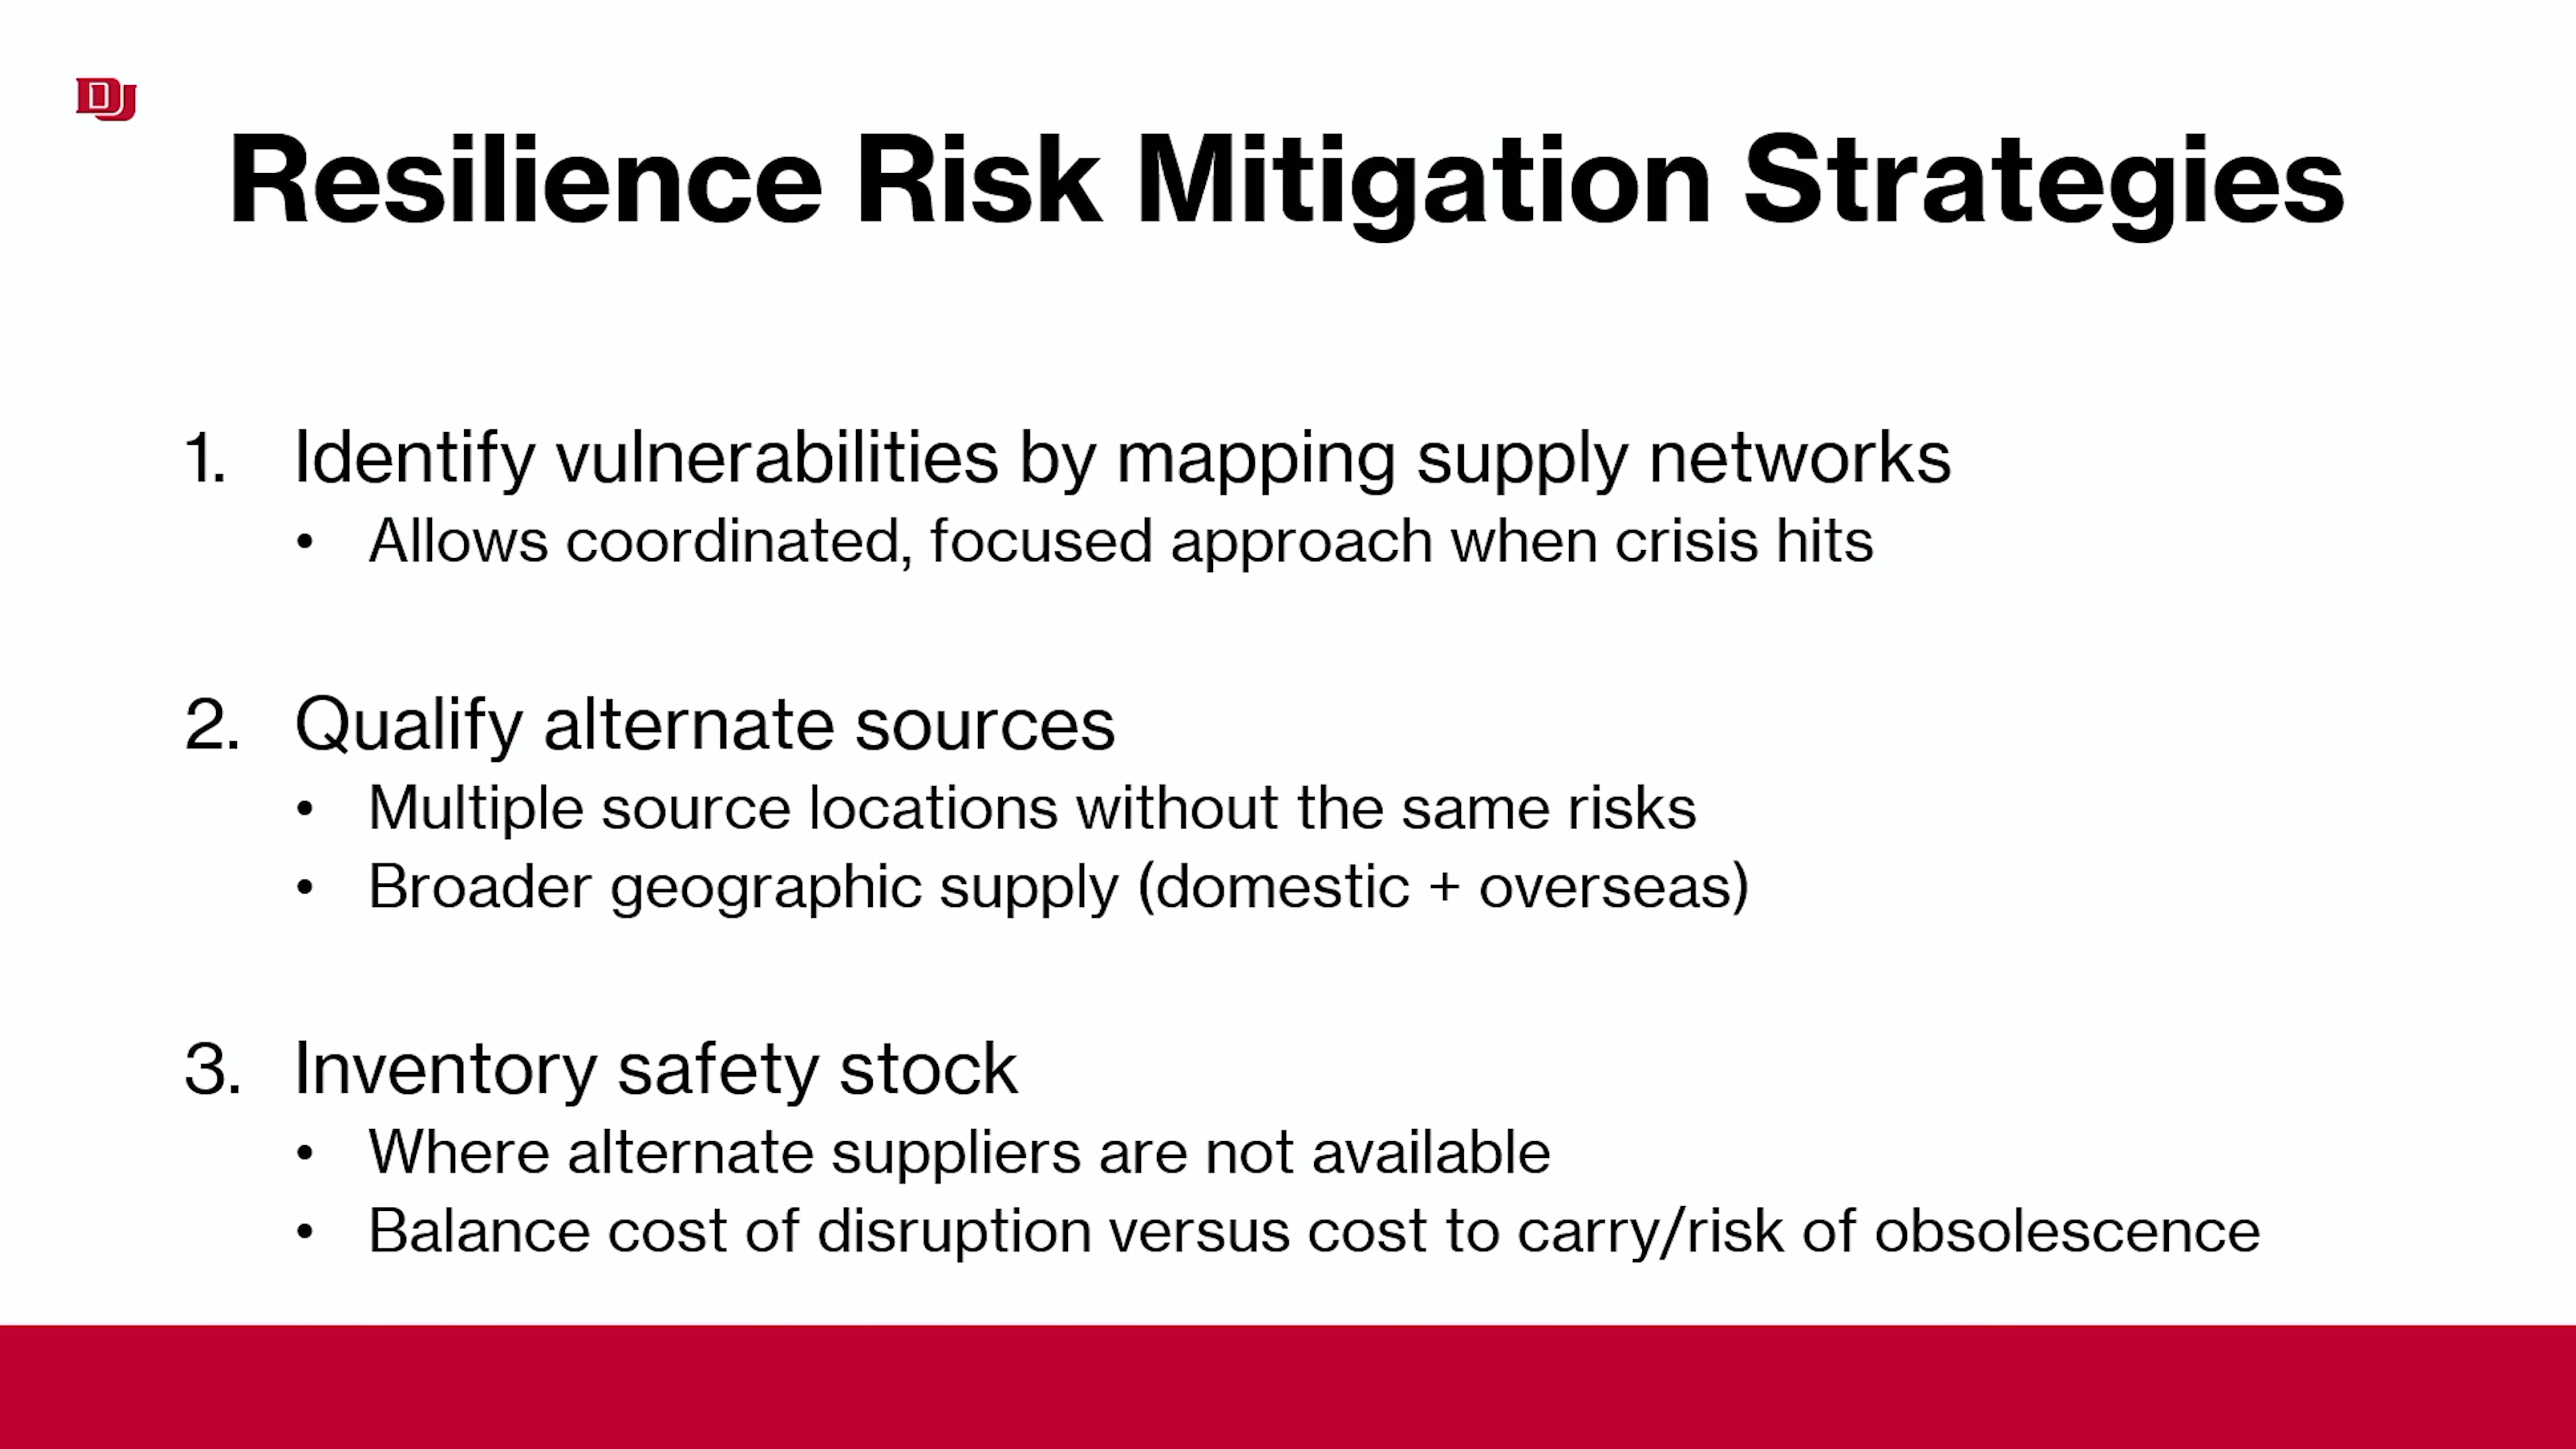 DU
Resilience Risk Mitigation Strategies
1. Identify vulnerabilities by mapping supply networks
• Allows coordinated, focused approach when crisis hits
2. Qualify alternate sources
• Multiple source locations without the same risks
• Broader geographic supply (domestic + overseas)
3. Inventory safety stock
• Where alternate suppliers are not available
• Balance cost of disruption versus cost to carry/risk of obsolescence